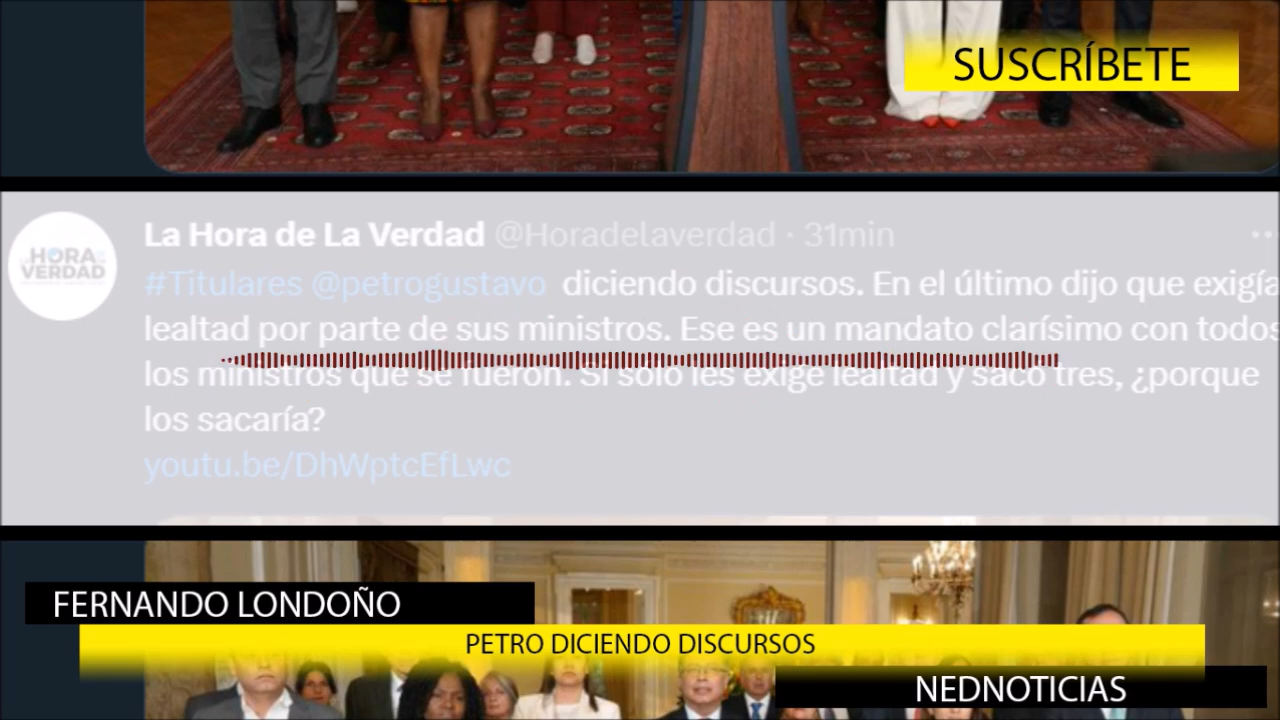 SUSCRÍBETE
HORA
VERDAD
La Hora de La Verdad @Horadelaverdad · 31min
#Titulares @petrogustavo diciendo discursos. En el último dijo que exigía
lealtad por parte de sus ministros. Ese es un mandato clarísimo con todos
los ministros que se fueron. Si solo les exige lealtad y sacó tres, ¿porque
los sacaría?
youtu.be/DhWptcEfLwc
FERNANDO LONDOÑO
PETRO DICIENDO DISCURSOS
NEDNOTICIAS